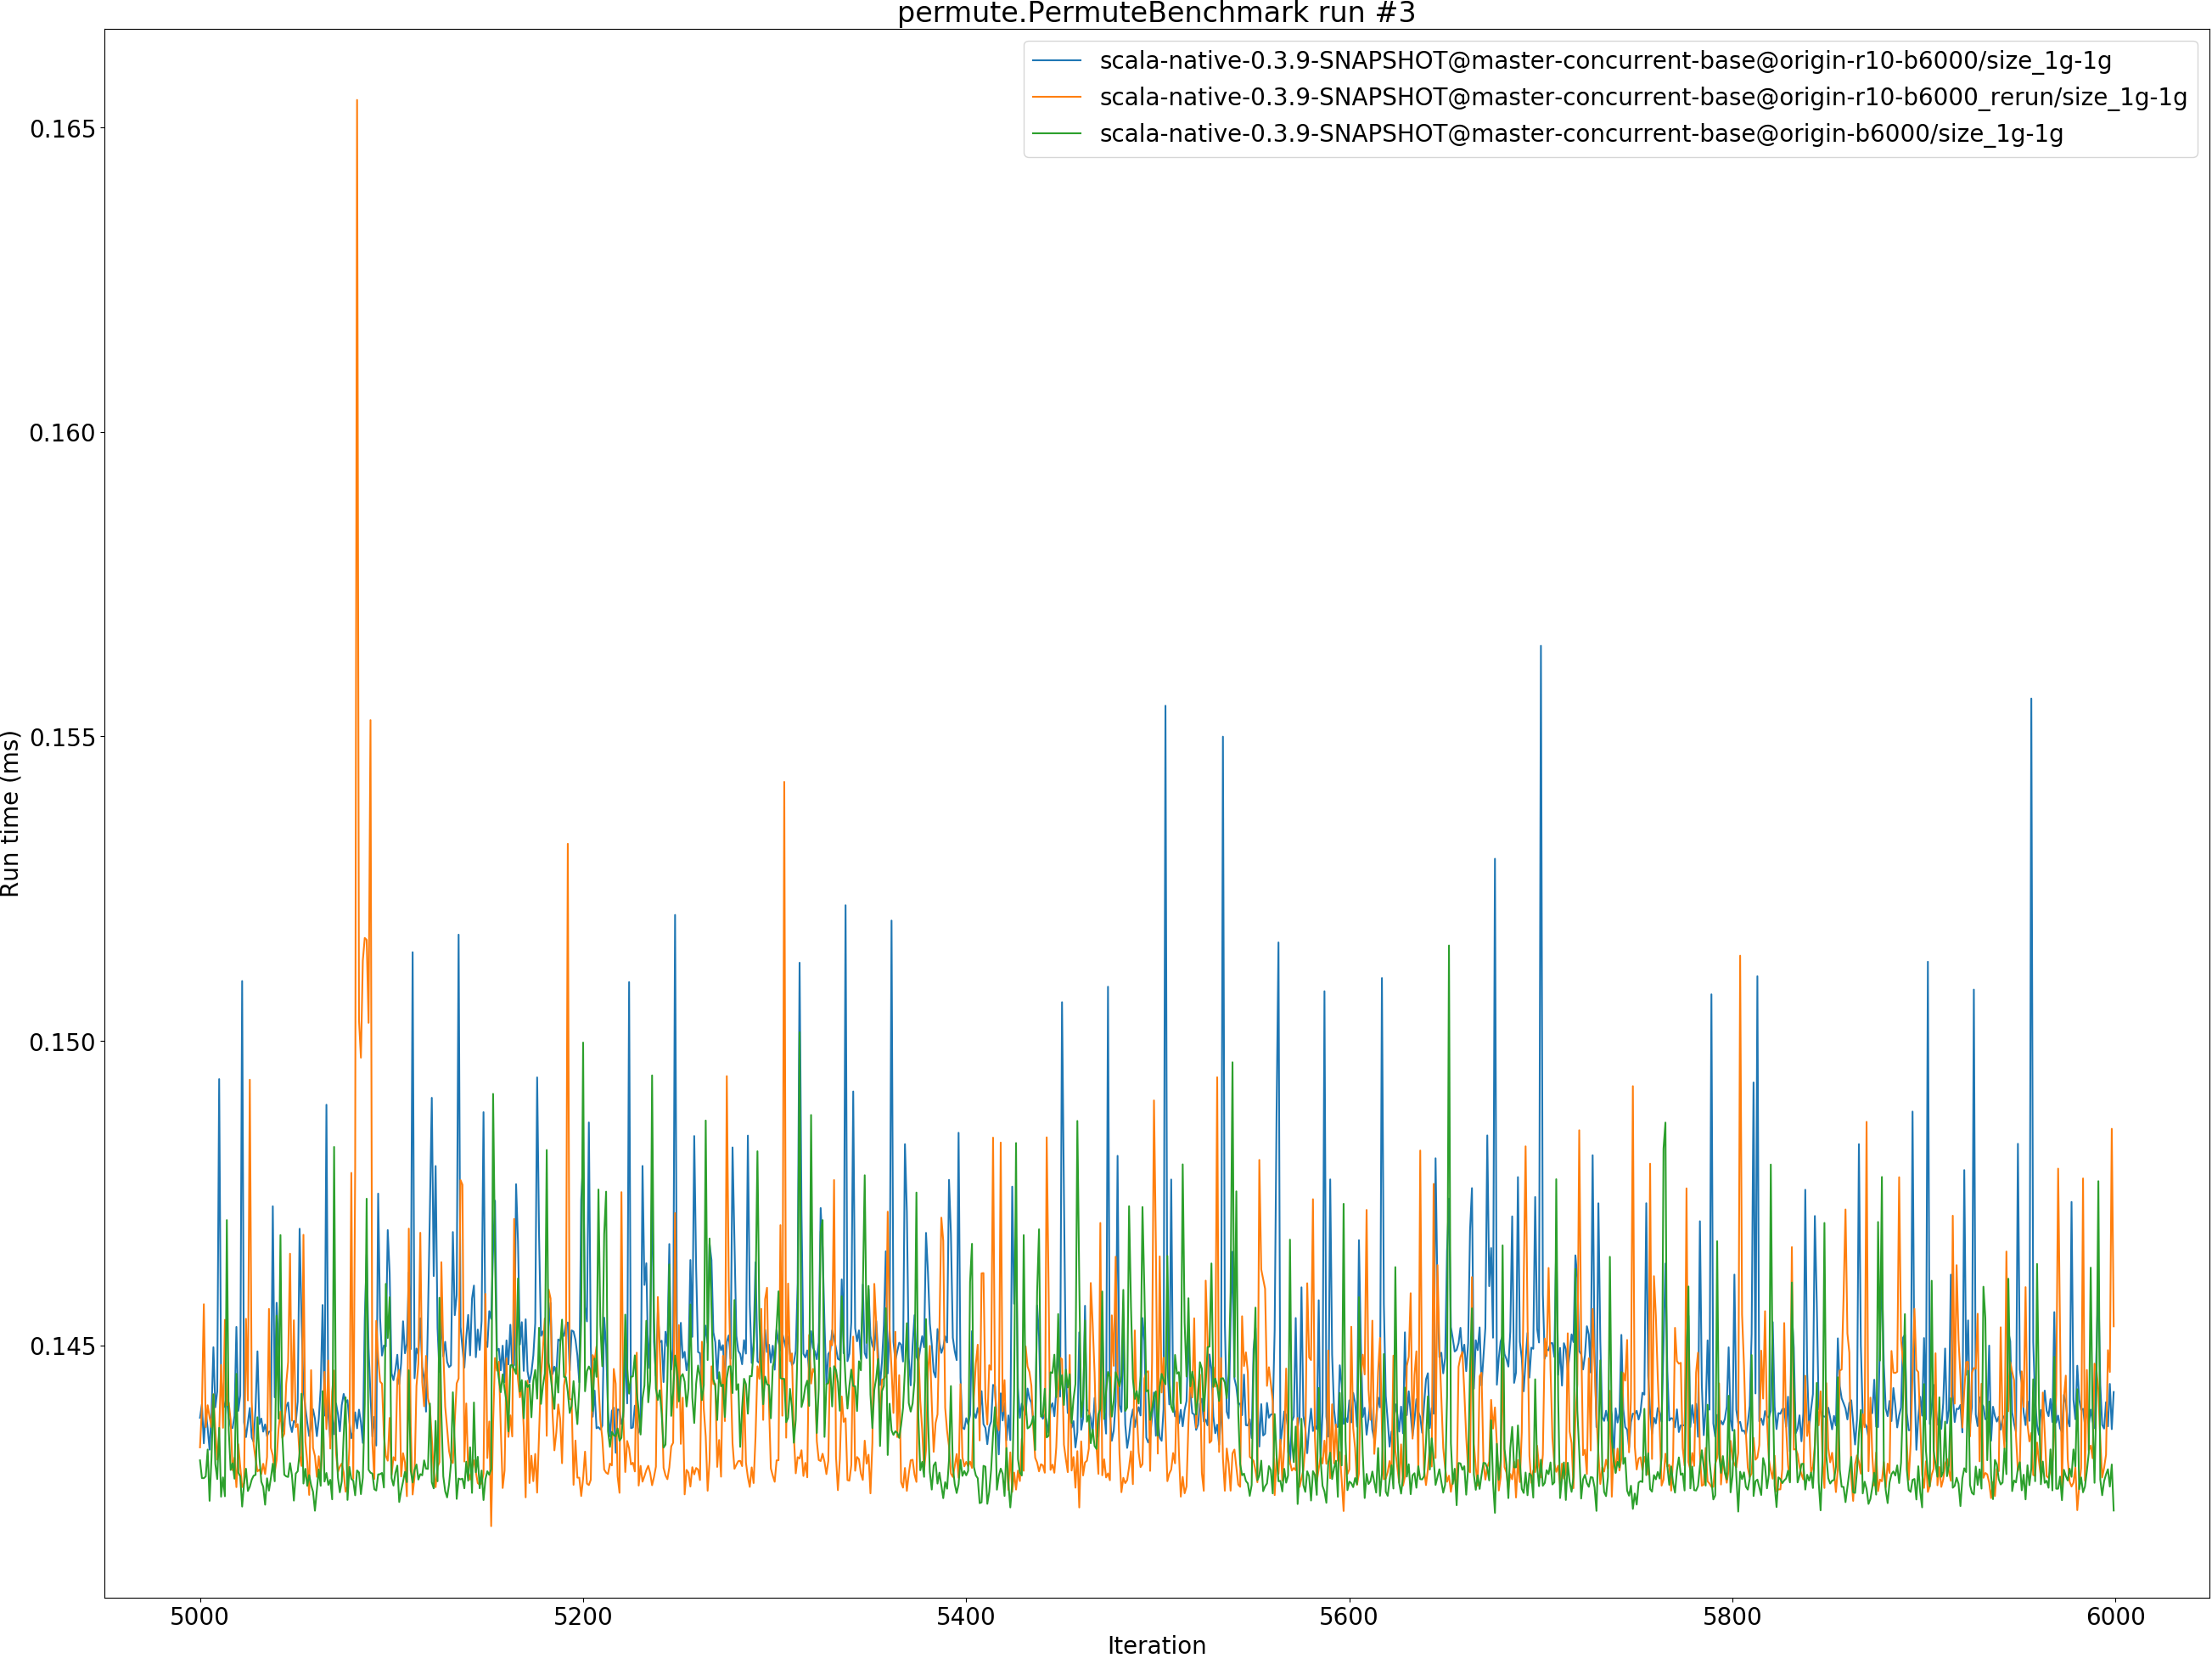 permute.PermuteBenchmark run #3
scala-native-0.3.9-SNAPSHOT@master-concurrent-base@origin-r10-b6000/size_1g-1g
scala-native-0.3.9-SNAPSHOT@master-concurrent-base@origin-r10-b6000_rerun/size_1g-1g
scala-native-0.3.9-SNAPSHOT@master-concurrent-base@origin-b6000/size_1g-1g
0.165
0.160
0.155
0.150
0.145
Run time (ms)
5000 5200 5400 5600 5800 6000
Iteration